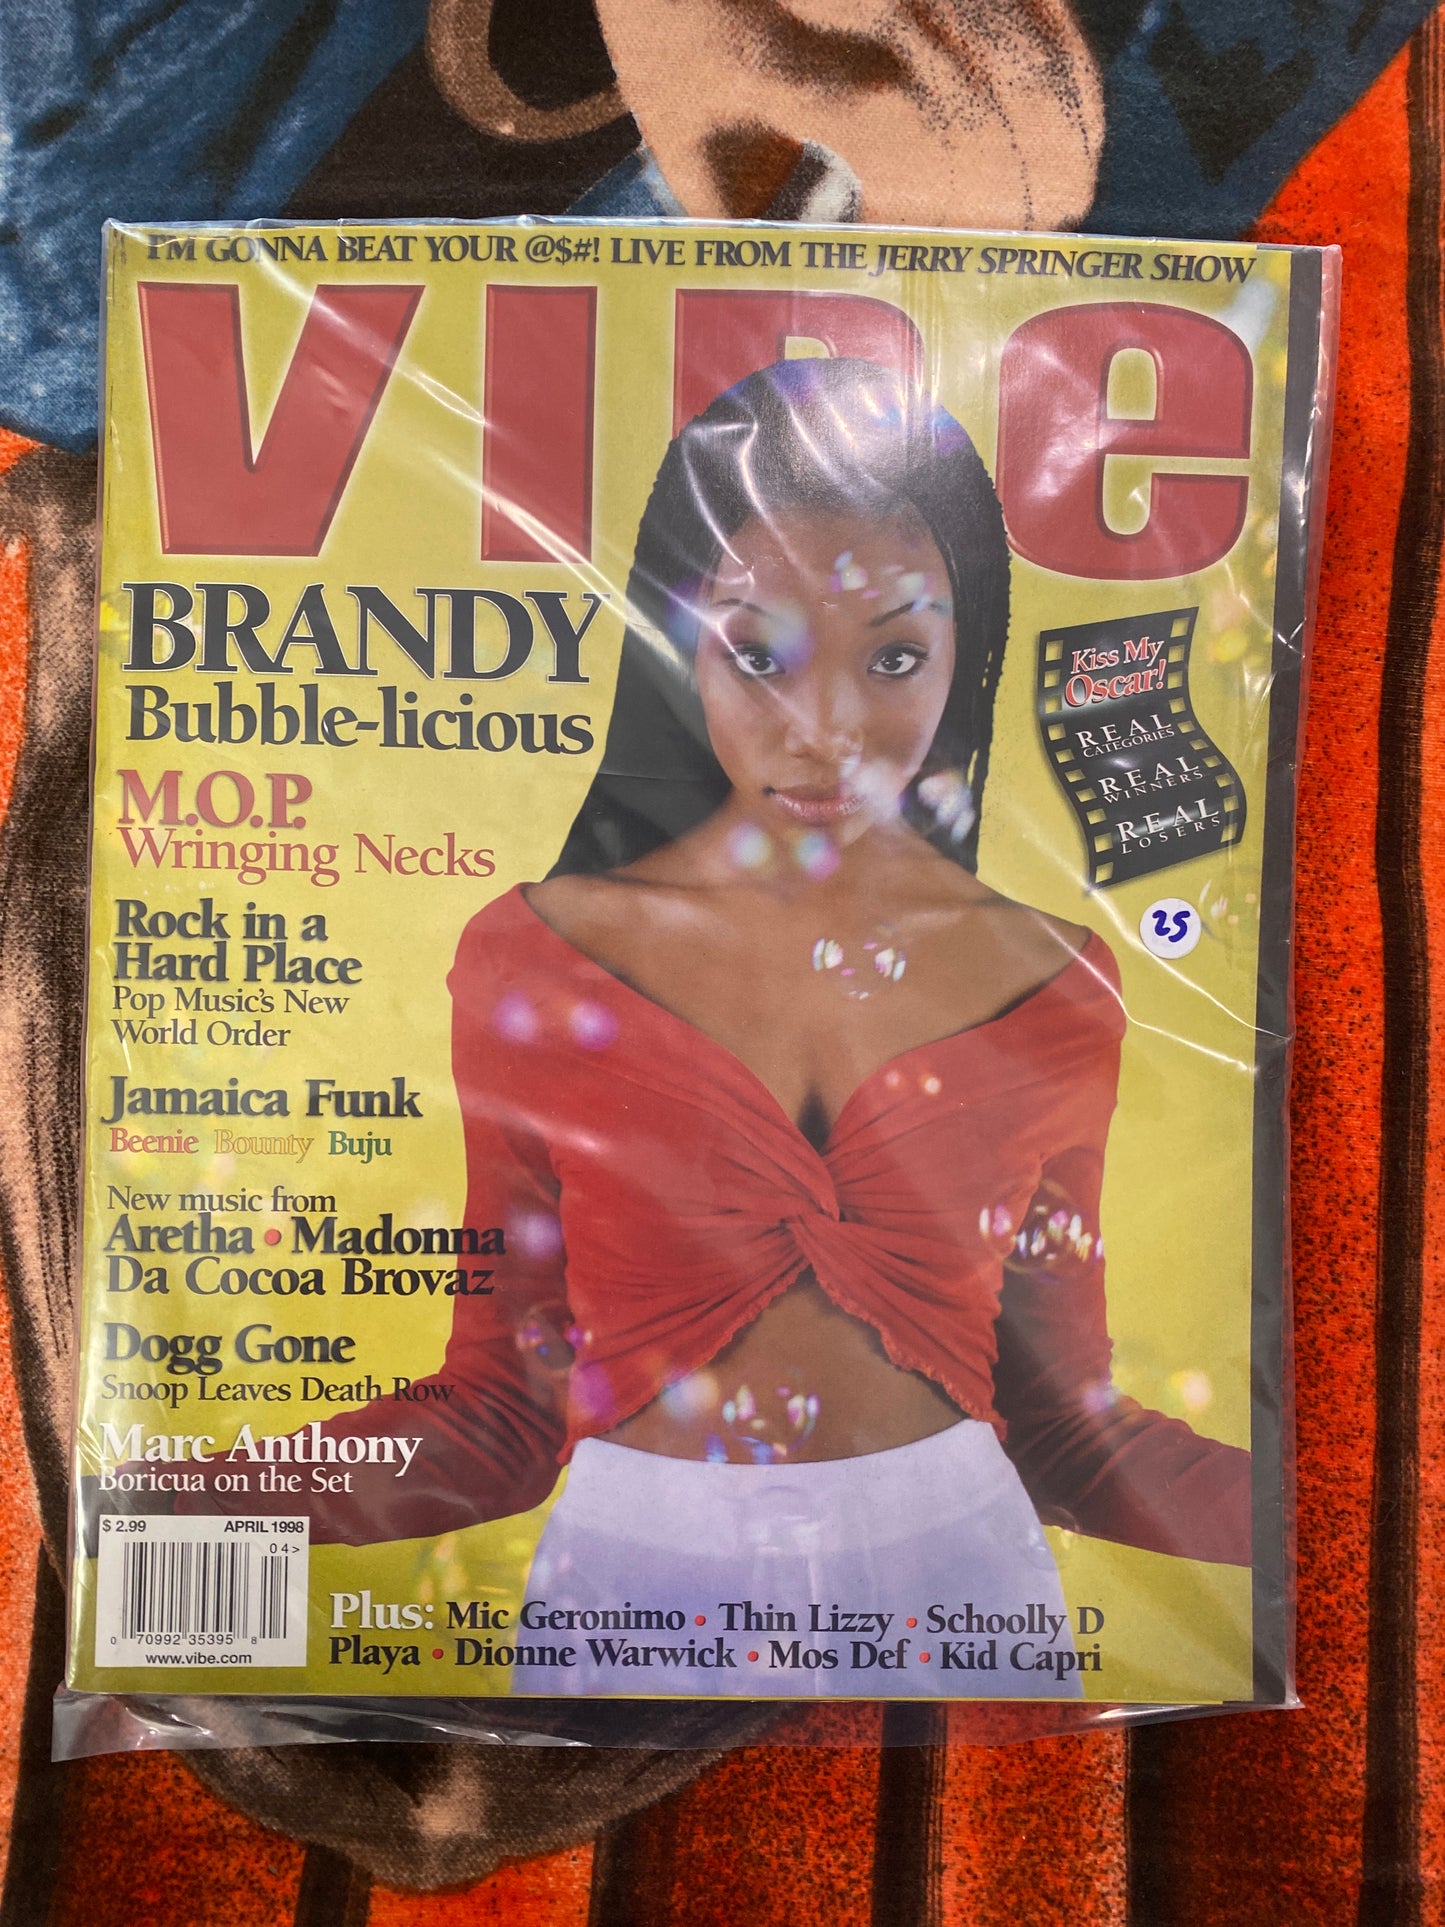 I'M GONNA BEAT YOUR @$#! LIVE FROM THE JERRY SPRINGER SHOW
VIBe
BRANDY
Bubble-licious
M.O.P.
Wringing Necks
Rock in a
Hard Place
Pop Music's New
World Order
Jamaica Funk
Beenie Bounty Buju
New music from
Aretha • Madonna
Da Cocoa Brovaz
Dogg Gone
Snoop Leaves Death Row
Marc Anthony
Boricua on the Set
Kiss My
Oscar!
REAL
CATEGORIES
REAL
WINNERS
REAL
LOSERS
25
$ 2.99 APRIL 1998
04>
0 70992 35395 8
www.vibe.com
Plus: Mic Geronimo • Thin Lizzy • Schoolly D
Playa • Dionne Warwick • Mos Def • Kid Capri